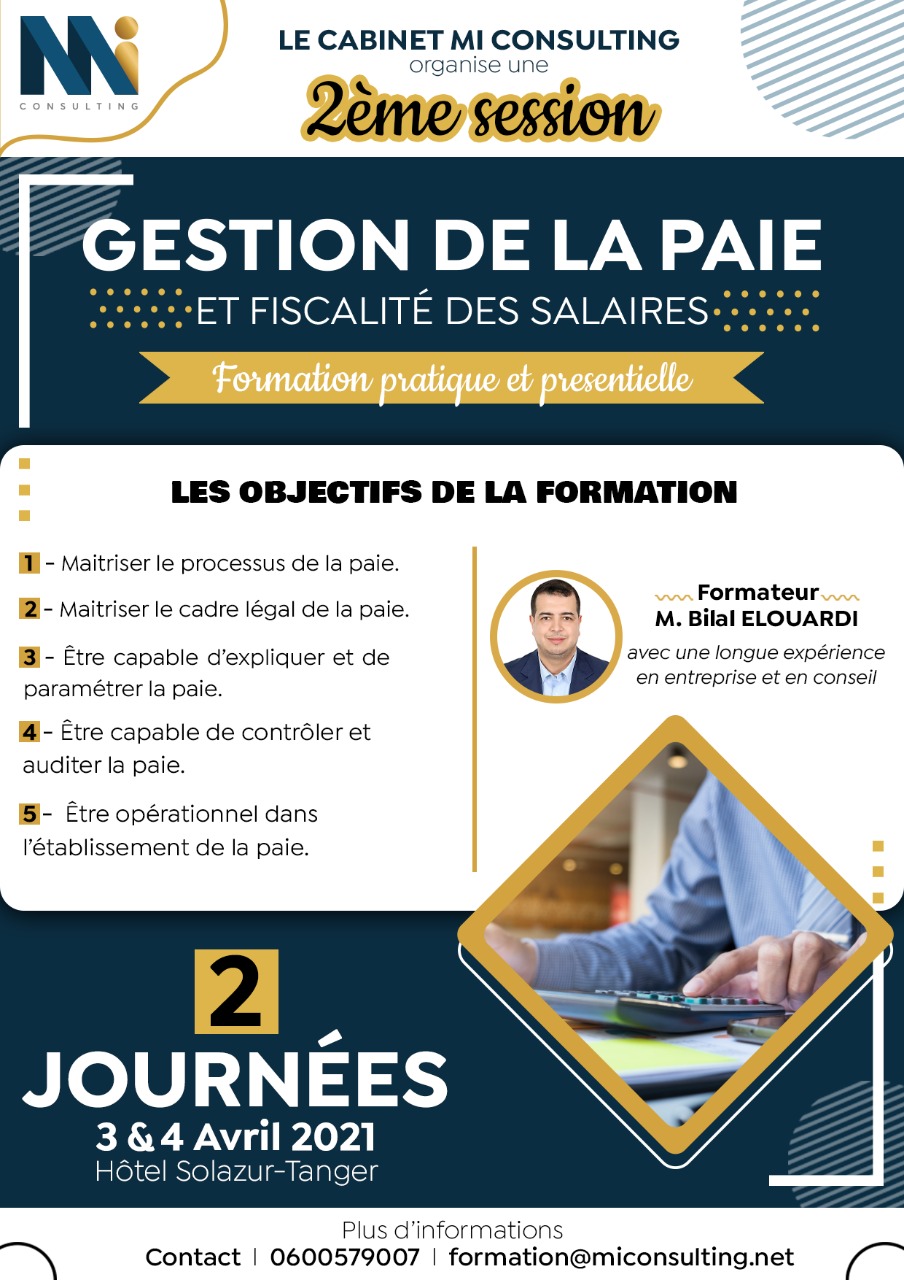 Mi
CONSULTING
LE CABINET MI CONSULTING
organise une
2ème session
GESTION DE LA PAIE
ET FISCALITÉ DES SALAIRES
Formation pratique et presentielle
LES OBJECTIFS DE LA FORMATION
1 - Maitriser le processus de la paie.
2 - Maitriser le cadre légal de la paie.
3 - Être capable d'expliquer et de
paramétrer la paie.
4 - Être capable de contrôler et
auditer la paie.
5 - Être opérationnel dans
l'établissement de la paie.
Formateur
M. Bilal ELOUARDI
avec une longue expérience
en entreprise et en conseil
2
JOURNÉES
3 & 4 Avril 2021
Hôtel Solazur-Tanger
Plus d'informations
Contact | 0600579007 | formation@miconsulting.net